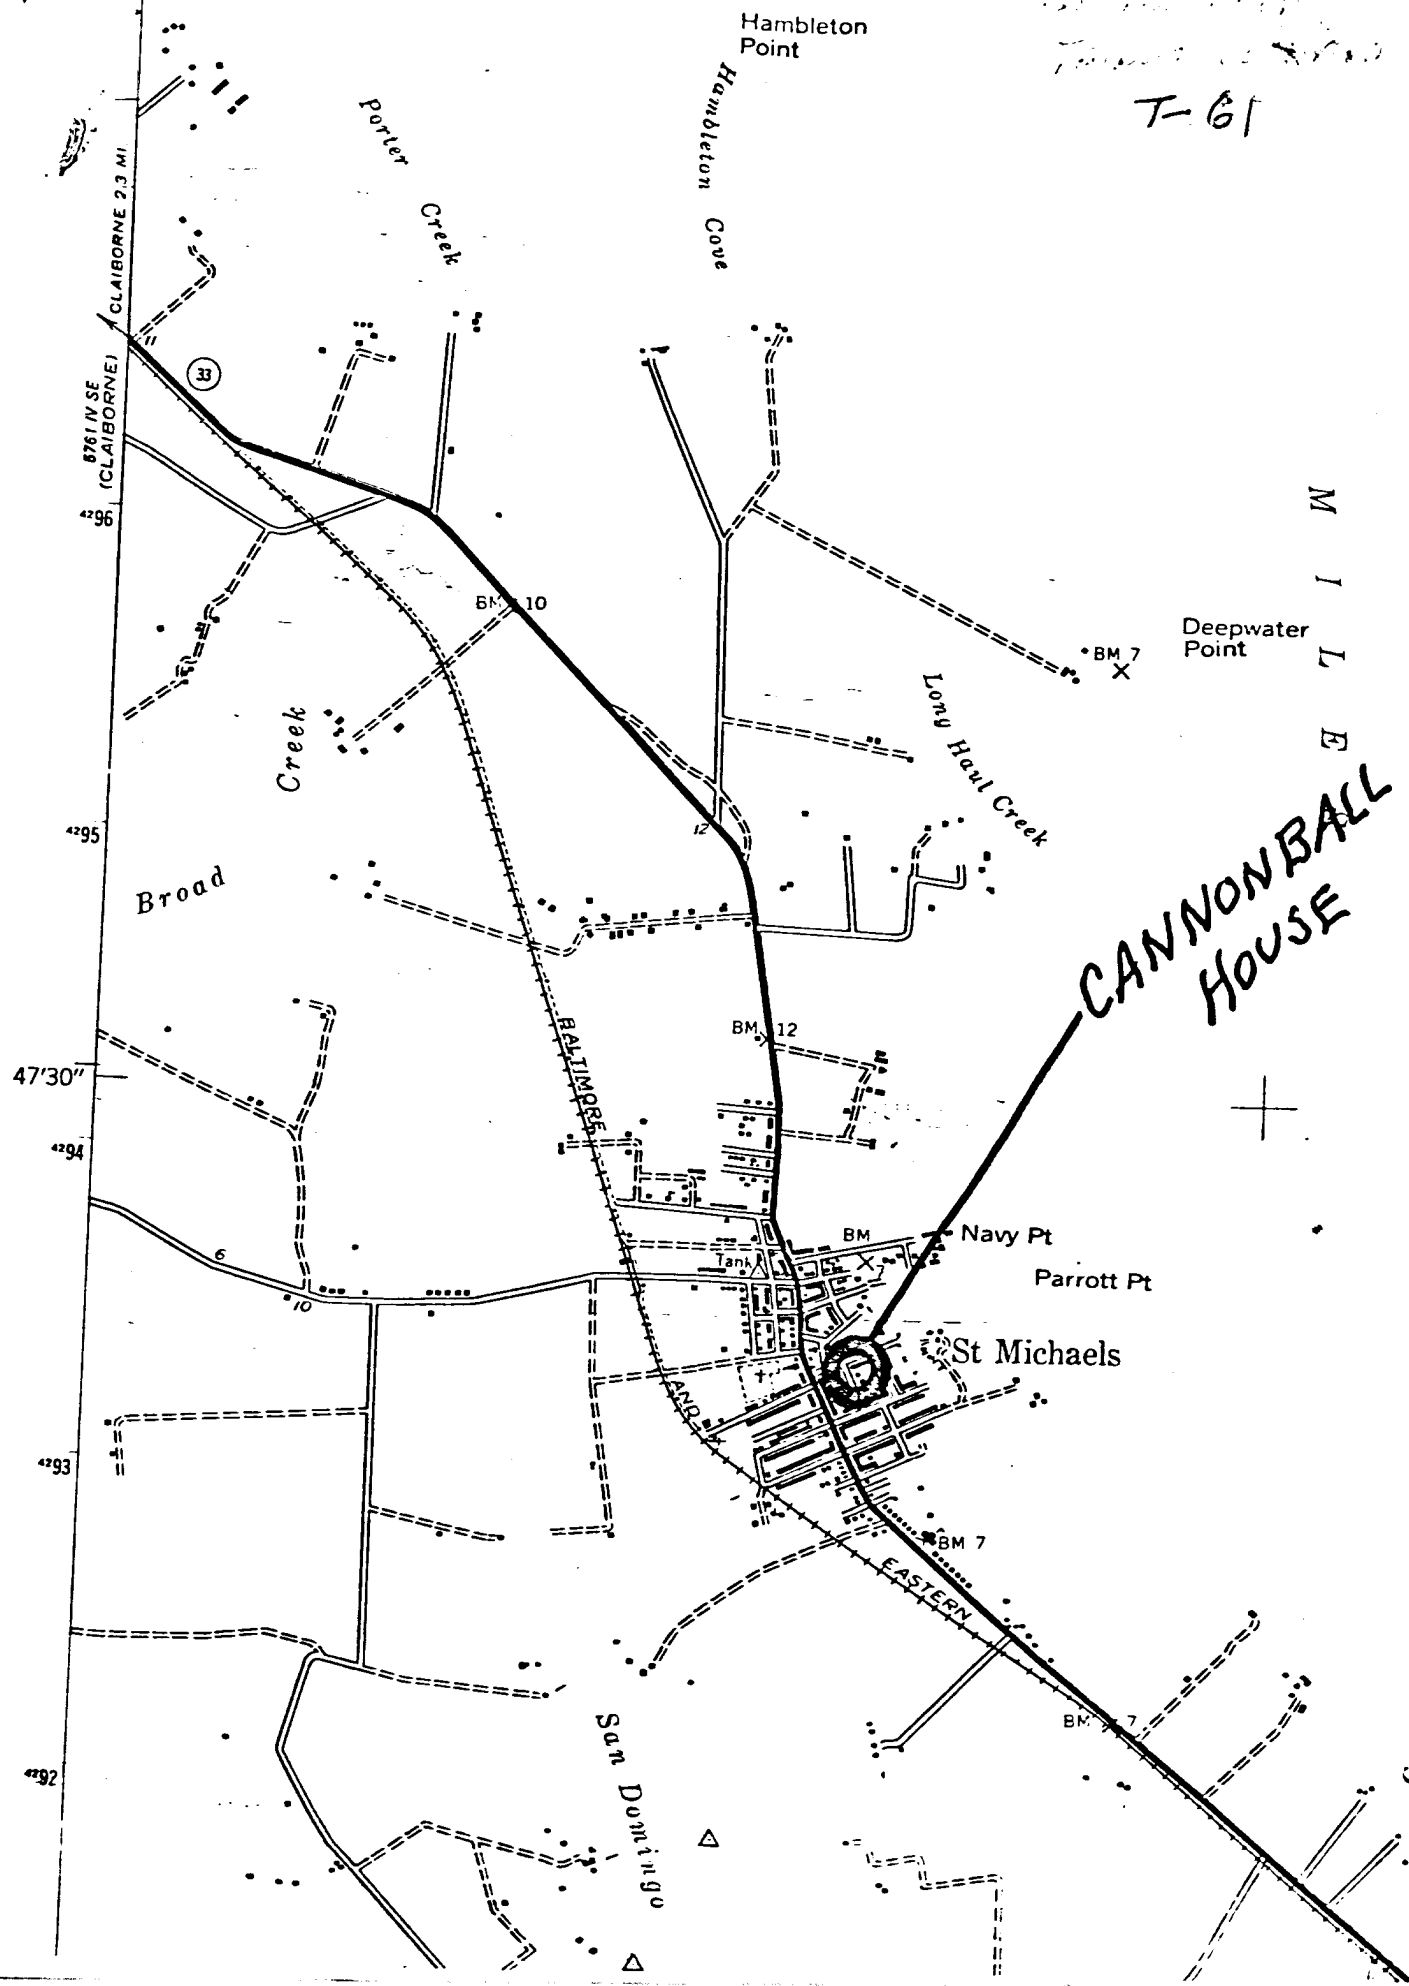 Hambleton
Point
T-61
Porter
Creek
Hambleton Cove
CLAIBORNE 2.3 MI
11
33
5761 IV SE
(CLAIBORNE)
4296
M I L E
BM 10
Deepwater
Point
BM 7
Creek
Long Haul Creek
4295
12
Broad
CANNONBALL
HOUSE
BM 12
BALTIMORE
47'30"
4294
6
10
Tank
BM
7
Navy Pt
Parrott Pt
St Michaels
AND
4293
BM 7
EASTERN
BM 7
San Domingo
4292